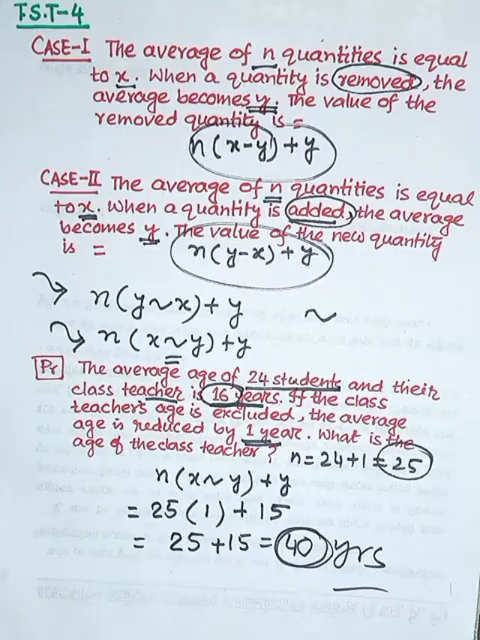 T.S.T-4
CASE-I The average of n quantities is equal
to x. When a quantity is removed, the
average becomes y. The value of the
removed quantity is =
n(x-y)+y
CASE-II The average of n quantities is equal
to x. When a quantity is added, the average
becomes y. The value of the new quantity
is = n(y-x)+y
n(y~x)+y ~
n(x~y)+y
Pr The average age of 24 students and their
class teacher is 16 years. If the class
teacher's age is excluded, the average
age is reduced by 1 year. What is the
age of the class teacher? n=24+1=25
n(x~y)+y
= 25(1)+15
= 25+15=40 yrs